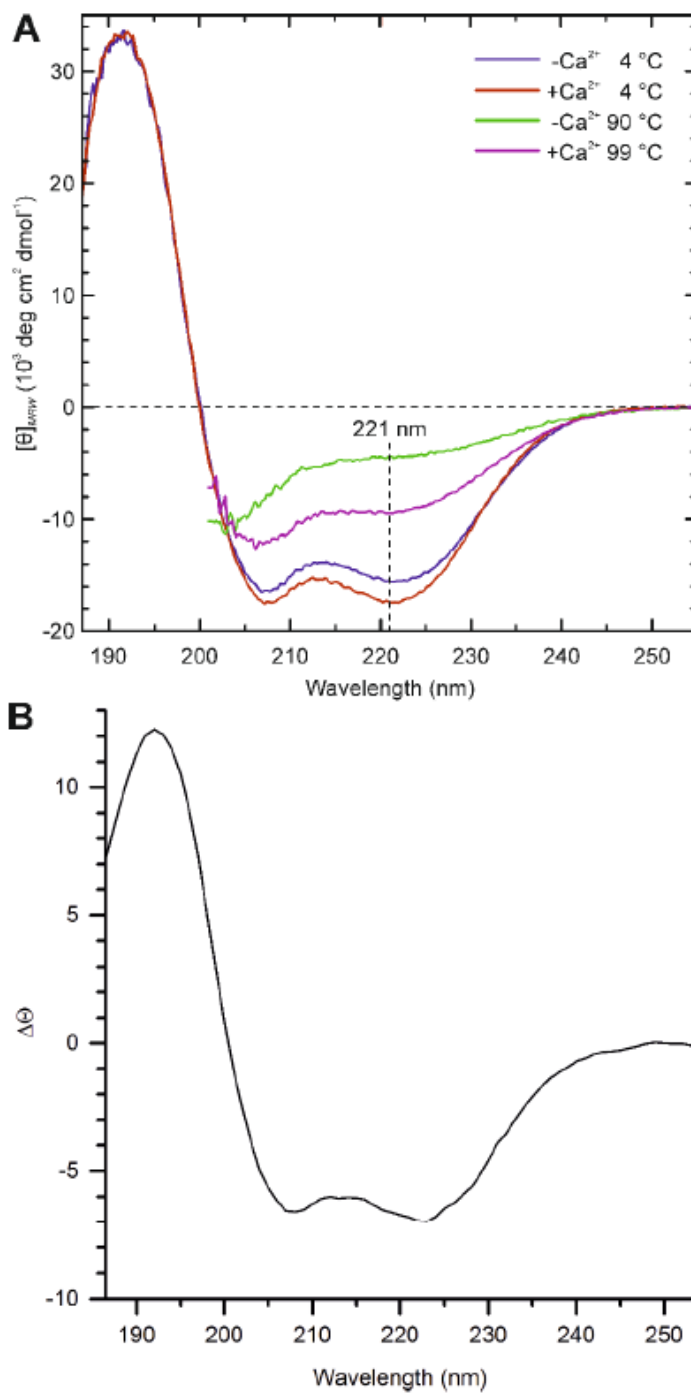 A
-Ca²⁺ 4 °C
+Ca²⁺ 4 °C
-Ca²⁺ 90 °C
+Ca²⁺ 99 °C
30
20
10
0
-10
-20
[θ]MRW (10³ deg cm² dmol⁻¹)
221 nm
190 200 210 220 230 240 250
Wavelength (nm)
B
10
5
0
-5
-10
ΔΘ
190 200 210 220 230 240 250
Wavelength (nm)